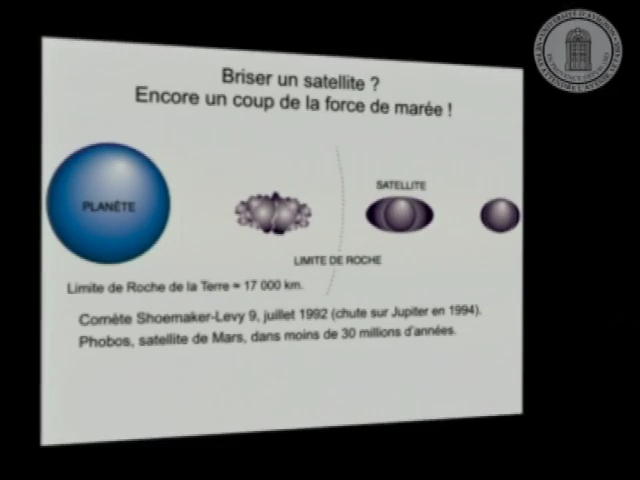 Briser un satellite ?
Encore un coup de la force de marée !
PLANÈTE
SATELLITE
LIMITE DE ROCHE
Limite de Roche de la Terre ≈ 17 000 km.
Comète Shoemaker-Levy 9, juillet 1992 (chute sur Jupiter en 1994).
Phobos, satellite de Mars, dans moins de 30 millions d'années.